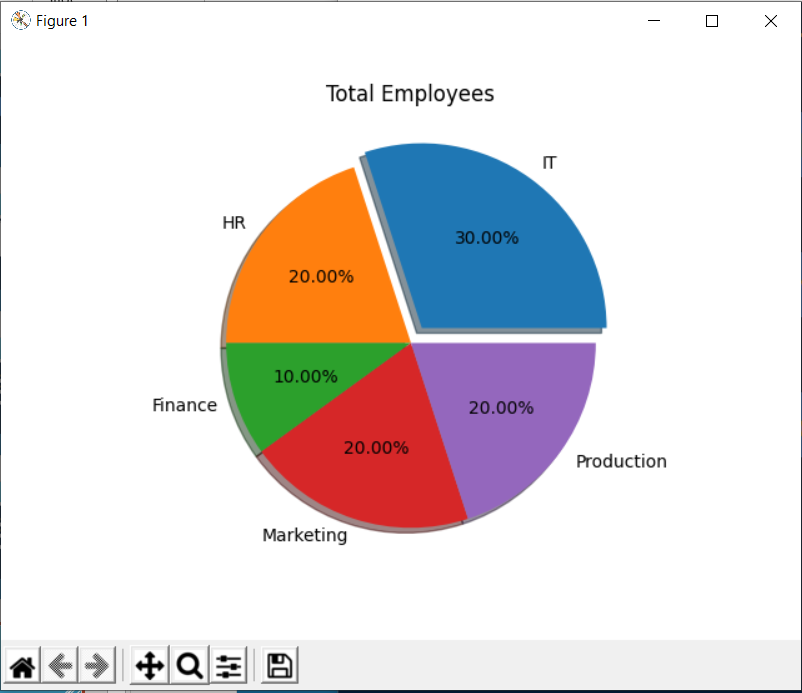 Figure 1
Total Employees
IT
30.00%
HR
20.00%
10.00%
Finance
20.00%
20.00%
Production
Marketing